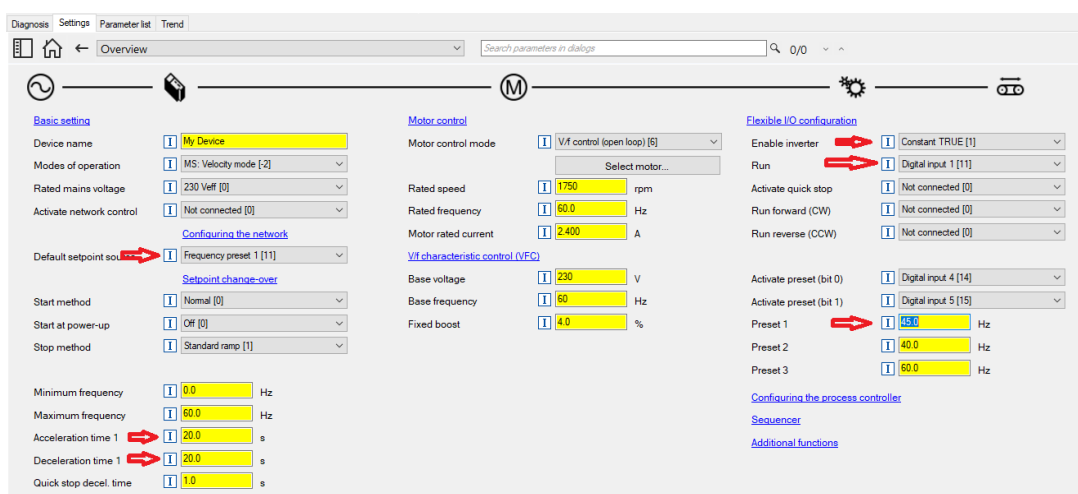 Diagnosis Settings Parameter list Trend
Overview Search parameters in dialogs 0/0
M
Basic setting
Device name I My Device
Modes of operation I MS: Velocity mode [-2]
Rated mains voltage I 230 Veff [0]
Activate network control I Not connected [0]
Configuring the network
Default setpoint sou I Frequency preset 1 [11]
Setpoint change-over
Start method I Normal [0]
Start at power-up I Off [0]
Stop method I Standard ramp [1]
Minimum frequency I 0.0 Hz
Maximum frequency I 60.0 Hz
Acceleration time 1 I 20.0 s
Deceleration time 1 I 20.0 s
Quick stop decel. time I 1.0 s
Motor control
Motor control mode I V/f control (open loop) [6]
Select motor...
Rated speed I 1750 rpm
Rated frequency I 60.0 Hz
Motor rated current I 2.400 A
V/f characteristic control (VFC)
Base voltage I 230 V
Base frequency I 60 Hz
Fixed boost I 4.0 %
Flexible I/O configuration
Enable inverter I Constant TRUE [1]
Run I Digital input 1 [11]
Activate quick stop I Not connected [0]
Run forward (CW) I Not connected [0]
Run reverse (CCW) I Not connected [0]
Activate preset (bit 0) I Digital input 4 [14]
Activate preset (bit 1) I Digital input 5 [15]
Preset 1 I 45.0 Hz
Preset 2 I 40.0 Hz
Preset 3 I 60.0 Hz
Configuring the process controller
Sequencer
Additional functions